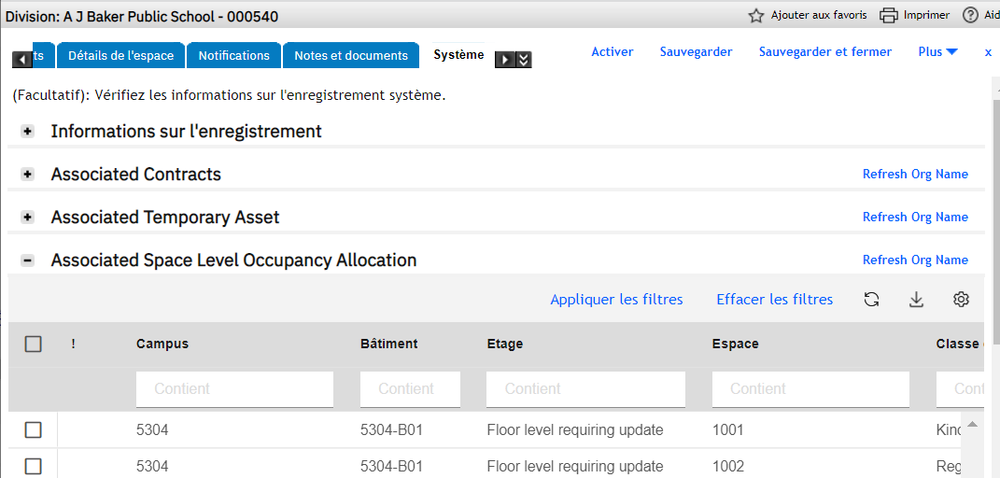 Division: A J Baker Public School - 000540
Ajouter aux favoris Imprimer
ts Détails de l'espace Notifications Notes et documents Système Activer Sauvegarder Sauvegarder et fermer Plus x
(Facultatif): Vérifiez les informations sur l'enregistrement système.
Informations sur l'enregistrement
Associated Contracts Refresh Org Name
Associated Temporary Asset Refresh Org Name
Associated Space Level Occupancy Allocation Refresh Org Name
Appliquer les filtres Effacer les filtres
! Campus Bâtiment Etage Espace Classe
Contient Contient Contient Contient
5304 5304-B01 Floor level requiring update 1001
5304 5304-B01 Floor level requiring update 1002